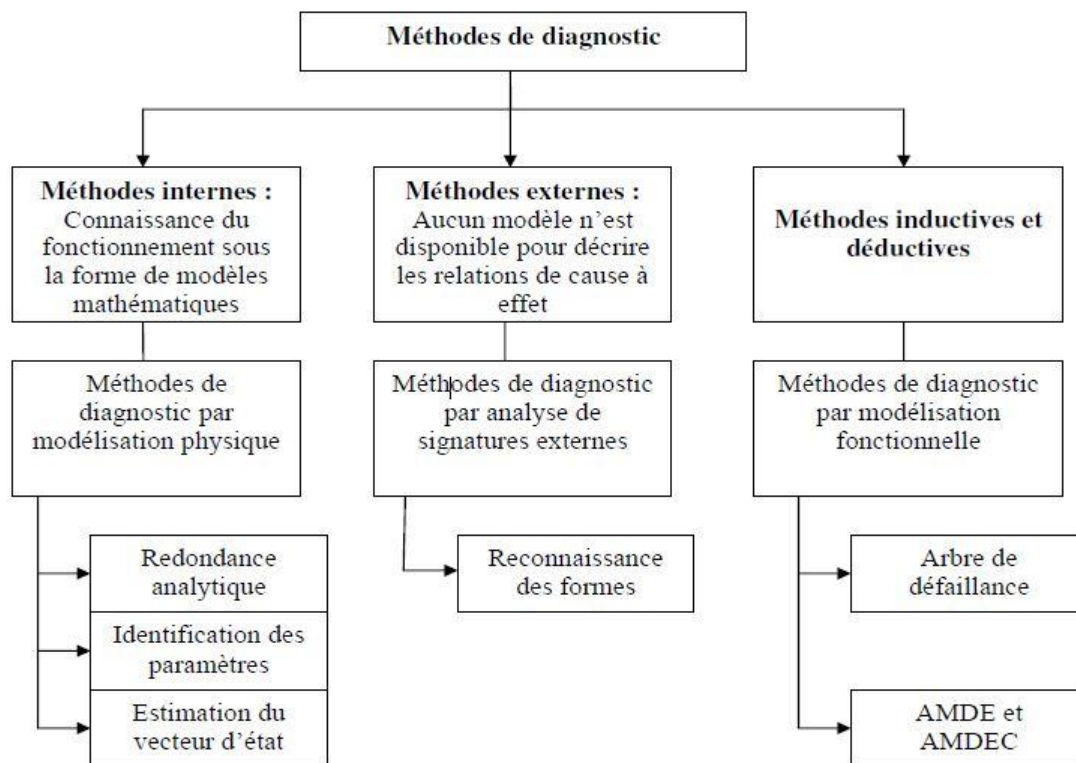 Méthodes de diagnostic
Méthodes internes :
Connaissance du
fonctionnement sous
la forme de modèles
mathématiques
Méthodes externes :
Aucun modèle n'est
disponible pour décrire
les relations de cause à
effet
Méthodes inductives et
déductives
Méthodes de
diagnostic par
modélisation physique
Méthodes de diagnostic
par analyse de
signatures externes
Méthodes de diagnostic
par modélisation
fonctionnelle
Redondance
analytique
Identification des
paramètres
Estimation du
vecteur d'état
Reconnaissance
des formes
Arbre de
défaillance
AMDE et
AMDEC